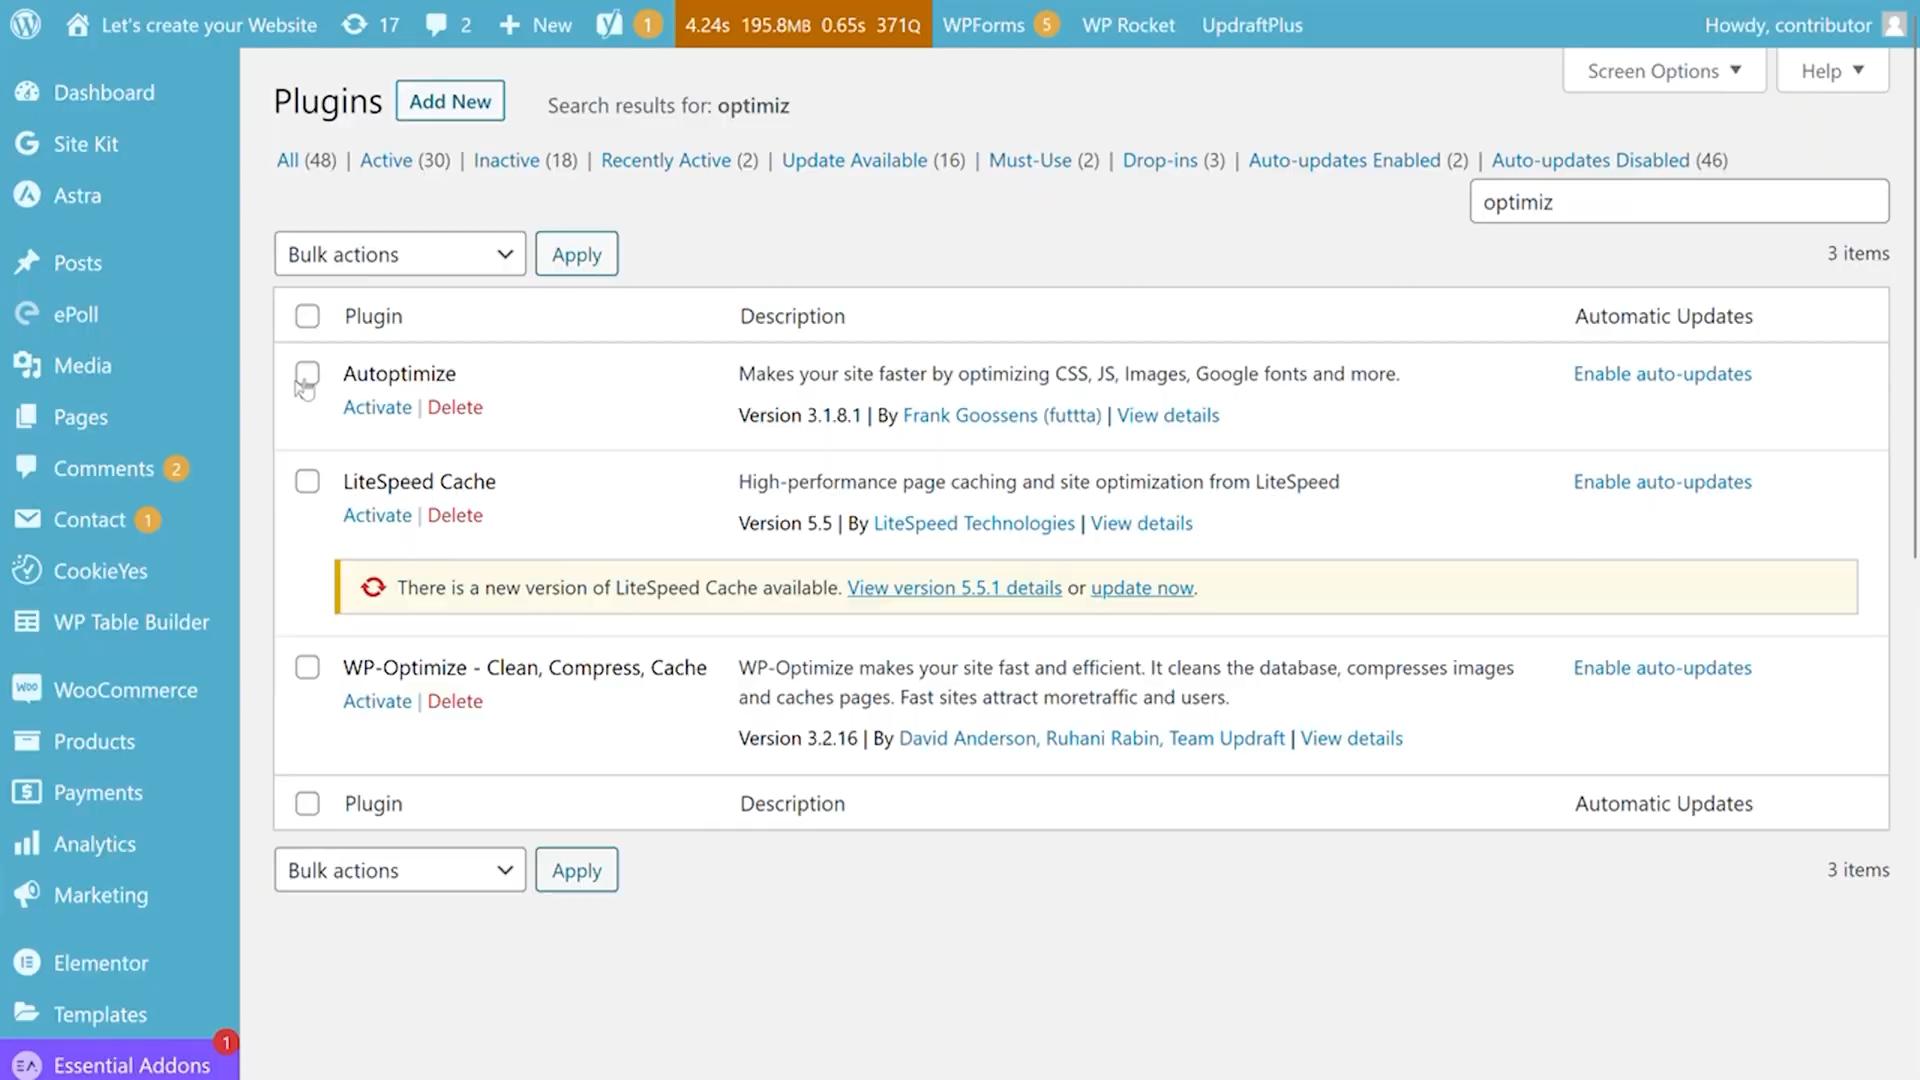 Let's create your Website 17 2 New 1 4.24s 195.8MB 0.65s 371Q WPForms 5 WP Rocket UpdraftPlus Howdy, contributor
Screen Options Help
Dashboard
Site Kit
Astra
Posts
ePoll
Media
Pages
Comments 2
Contact 1
CookieYes
WP Table Builder
WOO WooCommerce
Products
Payments
Analytics
Marketing
Elementor
Templates
Essential Addons 1
Plugins Add New Search results for: optimiz
All (48) | Active (30) | Inactive (18) | Recently Active (2) | Update Available (16) | Must-Use (2) | Drop-ins (3) | Auto-updates Enabled (2) | Auto-updates Disabled (46)
optimiz
Bulk actions Apply 3 items
Plugin Description Automatic Updates
Autoptimize Makes your site faster by optimizing CSS, JS, Images, Google fonts and more. Enable auto-updates
Activate | Delete Version 3.1.8.1 | By Frank Goossens (futtta) | View details
LiteSpeed Cache High-performance page caching and site optimization from LiteSpeed Enable auto-updates
Activate | Delete Version 5.5 | By LiteSpeed Technologies | View details
There is a new version of LiteSpeed Cache available. View version 5.5.1 details or update now.
WP-Optimize - Clean, Compress, Cache WP-Optimize makes your site fast and efficient. It cleans the database, compresses images Enable auto-updates
Activate | Delete and caches pages. Fast sites attract moretraffic and users.
Version 3.2.16 | By David Anderson, Ruhani Rabin, Team Updraft | View details
Plugin Description Automatic Updates
Bulk actions Apply 3 items